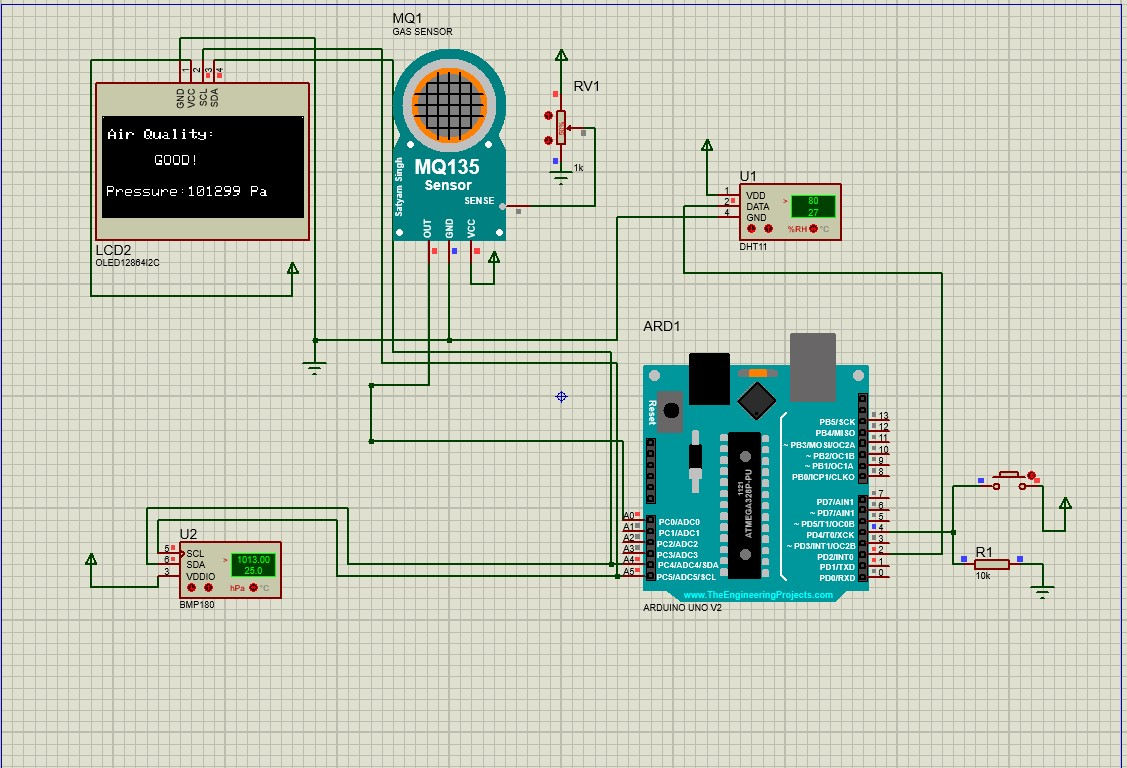 MQ1
GAS SENSOR
1
2
3
4
GND
VCC
SCL
SDA
Air Quality:
GOOD!
Pressure:101299 Pa
LCD2
OLED12864I2C
MQ135
Sensor
Satyam Singh
SENSE
OUT
GND
VCC
RV1
1k
U1
1
2
4
VDD
DATA
GND
>
80
27
%RH
°C
DHT11
ARD1
Reset
1121
ATMEGA328P-PU
A0
A1
A2
A3
A4
A5
PC0/ADC0
PC1/ADC1
PC2/ADC2
PC3/ADC3
PC4/ADC4/SDA
PC5/ADC5/SCL
PB5/SCK
PB4/MISO
~ PB3/MOSI/OC2A
~ PB2/OC1B
~ PB1/OC1A
PB0/ICP1/CLKO
PD7/AIN1
~ PD7/AIN1
~ PD5/T1/OC0B
PD4/T0/XCK
~ PD3/INT1/OC2B
PD2/INT0
PD1/TXD
PD0/RXD
13
12
11
10
9
8
7
6
5
4
3
2
1
0
www.TheEngineeringProjects.com
ARDUINO UNO V2
R1
10k
U2
5
6
3
SCL
SDA
VDDIO
>
1013.00
25.0
hPa
°C
BMP180